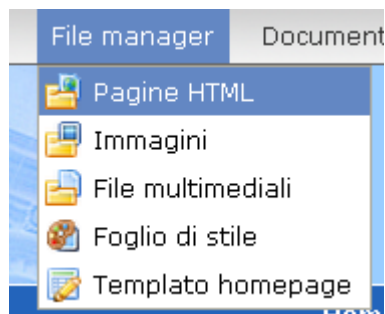 File manager Document
Pagine HTML
Immagini
File multimediali
Foglio di stile
Templato homepage